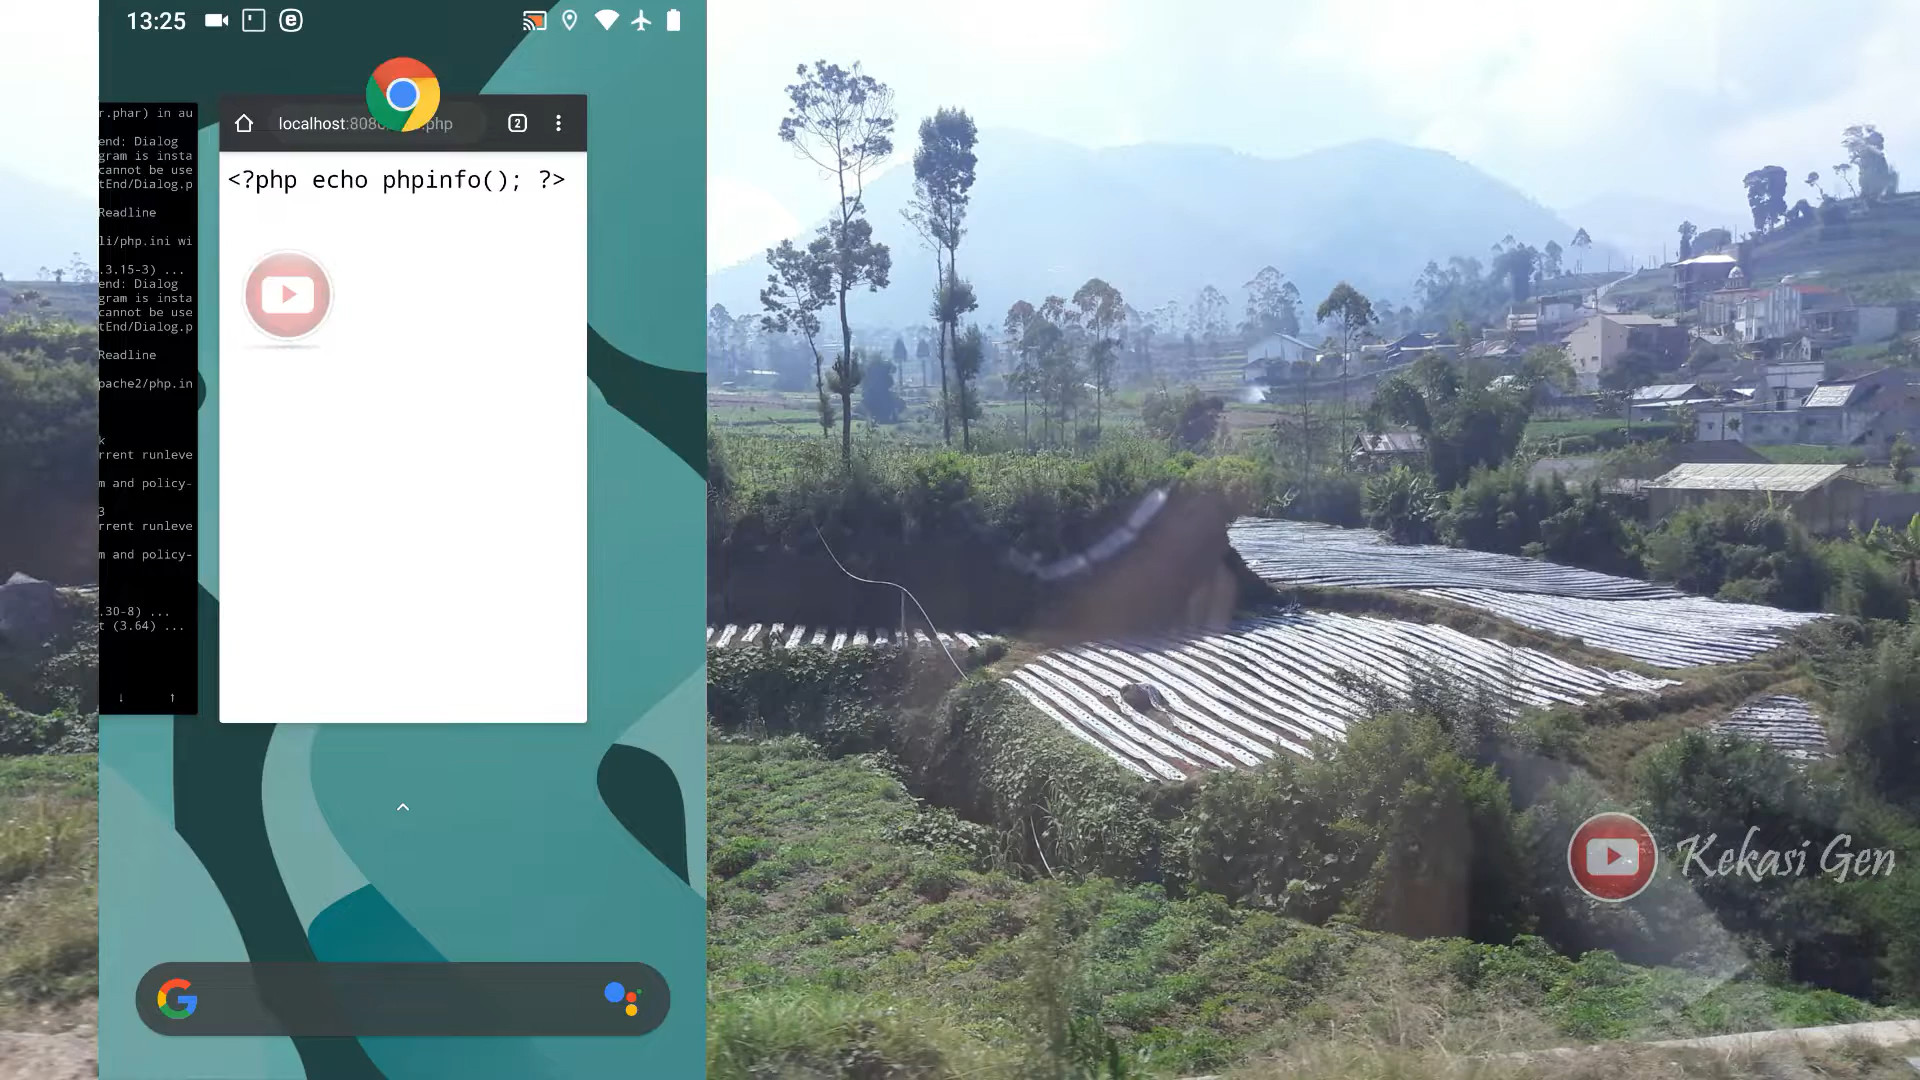 13:25
localhost:808 php
2
<?php echo phpinfo(); ?>
r.phar) in au
end: Dialog
gram is insta
cannot be use
tEnd/Dialog.p
Readline
li/php.ini wi
.3.15-3) ...
end: Dialog
gram is insta
cannot be use
tEnd/Dialog.p
Readline
pache2/php.in
k
rrent runleve
m and policy-
3
rrent runleve
m and policy-
.30-8) ...
t (3.64) ...
↓ ↑
Kekasi Gen